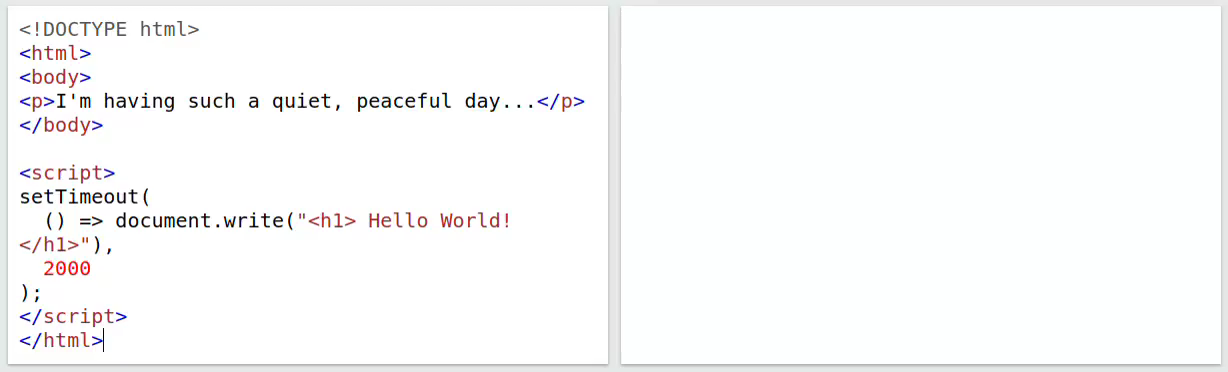 <!DOCTYPE html>
<html>
<body>
<p>I'm having such a quiet, peaceful day...</p>
</body>
<script>
setTimeout(
  () => document.write("<h1> Hello World!
</h1>"),
  2000
);
</script>
</html>